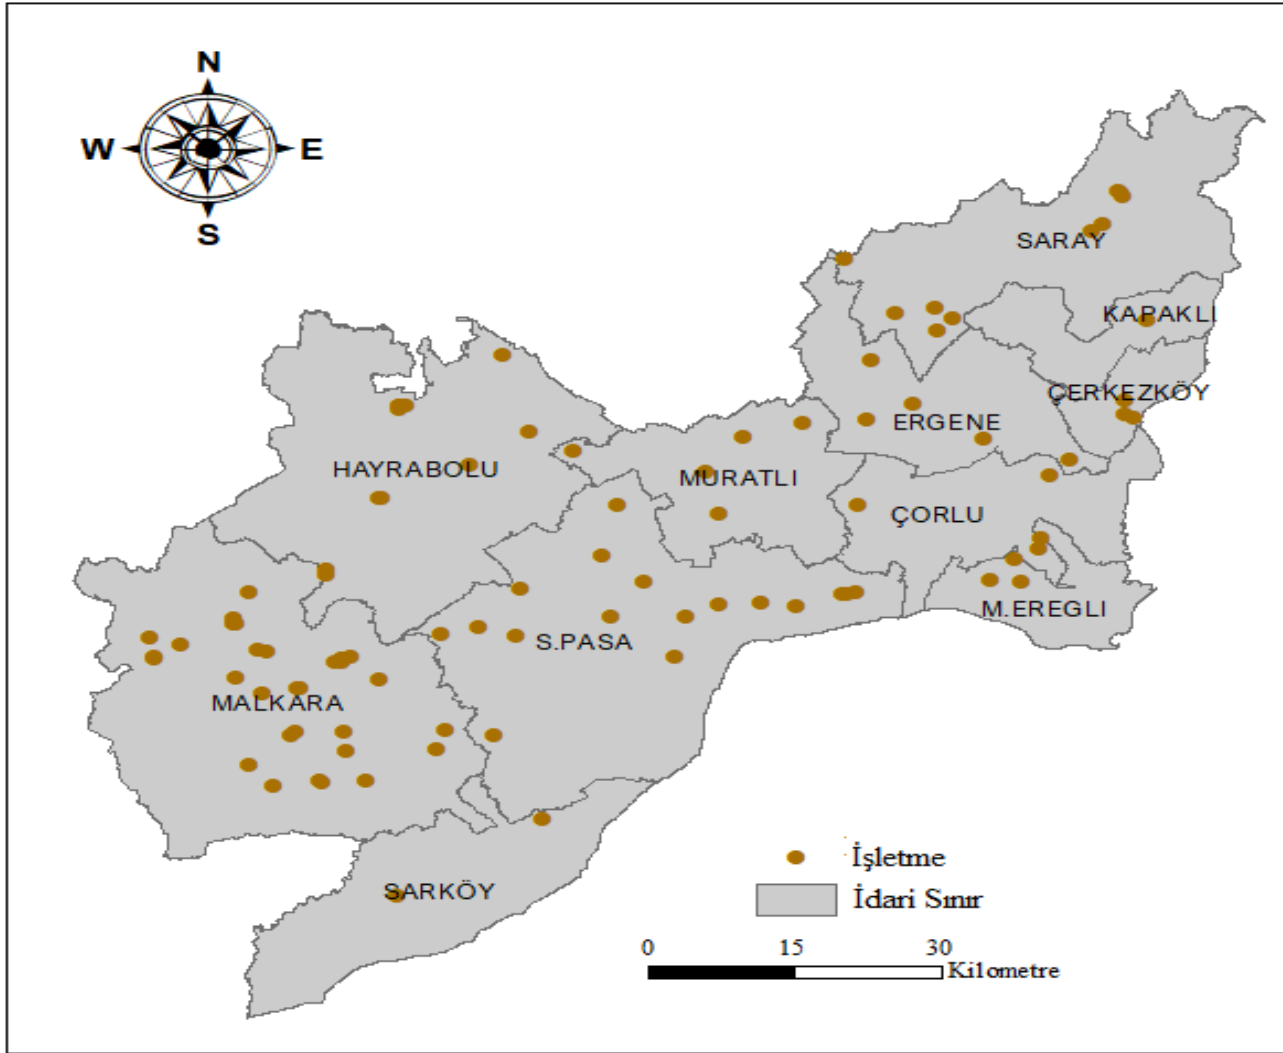 N
W E
S
SARAY
KAPAKLI
ÇERKEZKÖY
ERGENE
HAYRABOLU
MURATLI
ÇORLU
M.EREGLI
S.PASA
MALKARA
SARKÖY
İşletme
İdari Sınır
0 15 30
Kilometre